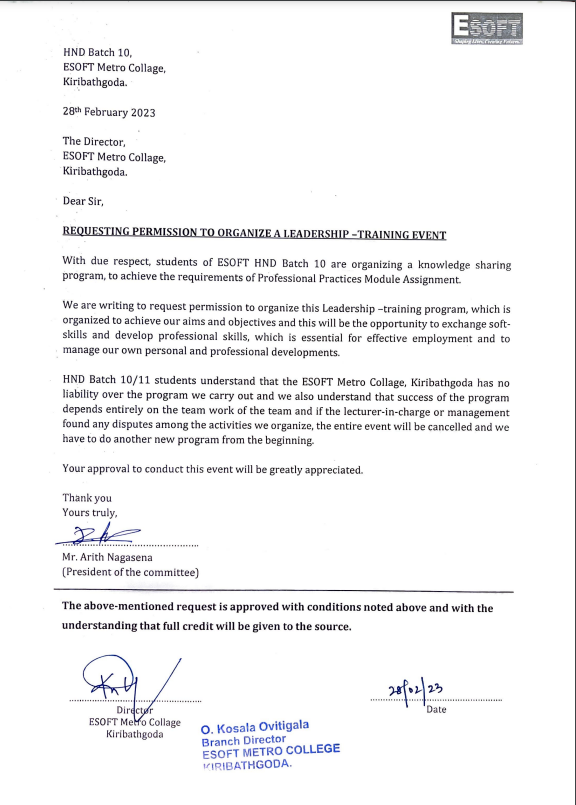 ESOFT
HND Batch 10,
ESOFT Metro Collage,
Kiribathgoda.
28th February 2023
The Director,
ESOFT Metro Collage,
Kiribathgoda.
Dear Sir,
REQUESTING PERMISSION TO ORGANIZE A LEADERSHIP –TRAINING EVENT
With due respect, students of ESOFT HND Batch 10 are organizing a knowledge sharing
program, to achieve the requirements of Professional Practices Module Assignment.
We are writing to request permission to organize this Leadership –training program, which is
organized to achieve our aims and objectives and this will be the opportunity to exchange soft-
skills and develop professional skills, which is essential for effective employment and to
manage our own personal and professional developments.
HND Batch 10/11 students understand that the ESOFT Metro Collage, Kiribathgoda has no
liability over the program we carry out and we also understand that success of the program
depends entirely on the team work of the team and if the lecturer-in-charge or management
found any disputes among the activities we organize, the entire event will be cancelled and we
have to do another new program from the beginning.
Your approval to conduct this event will be greatly appreciated.
Thank you
Yours truly,
Mr. Arith Nagasena
(President of the committee)
The above-mentioned request is approved with conditions noted above and with the
understanding that full credit will be given to the source.
28/02/23
Director
Date
ESOFT Metro Collage
Kiribathgoda
O. Kosala Ovitigala
Branch Director
ESOFT METRO COLLEGE
KIRIBATHGODA.